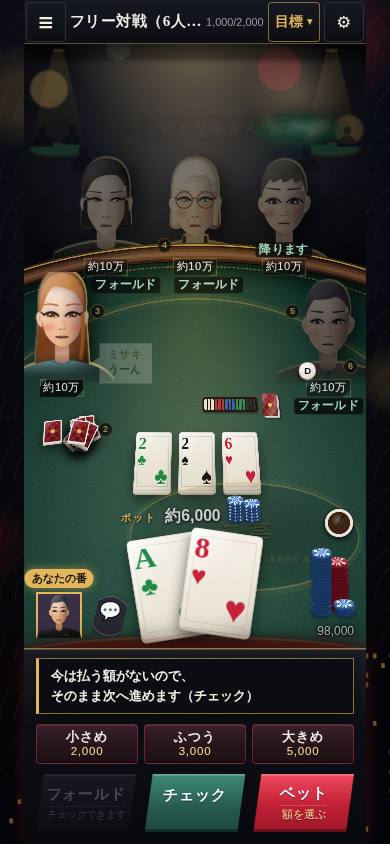 ☰ フリー対戦（6人… 1,000/2,000 目標▾ ⚙
4
降ります
約10万 約10万 約10万
フォールド フォールド
3 5
ミサキ
うーん
D 6
約10万 約10万
フォールド
2
2 2 6
ポット 約6,000
A 8
あなたの番
98,000
今は払う額がないので、
そのまま次へ進めます（チェック）
小さめ ふつう 大きめ
2,000 3,000 5,000
フォールド チェック ベット
チェックできます 額を選ぶ